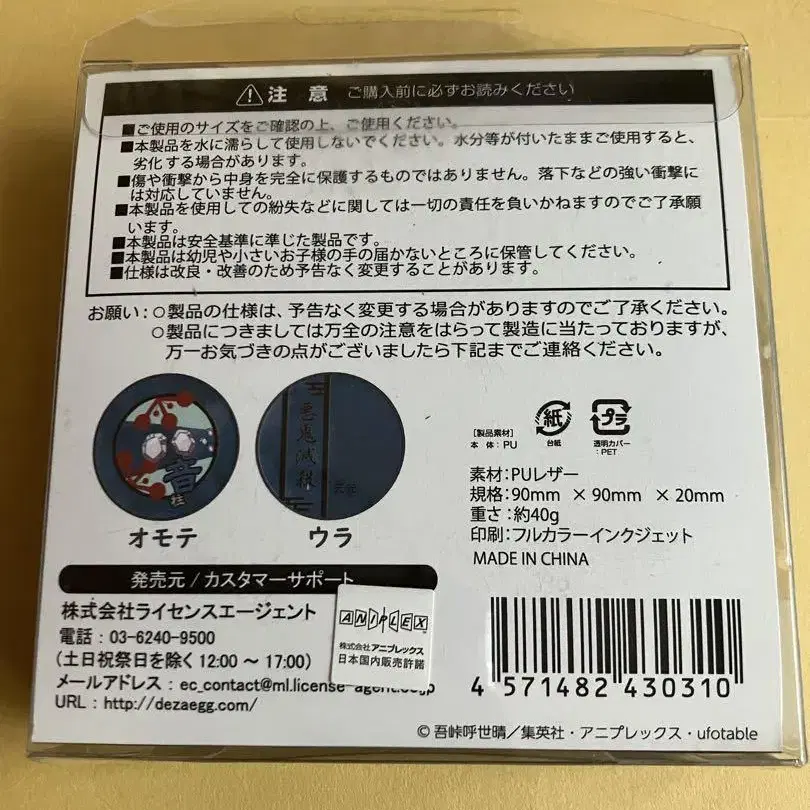 ⚠注 意 ご購入前に必ずお読みください
■ご使用のサイズをご確認の上、ご使用ください。
■本製品を水に濡らして使用しないでください。水分等が付いたままご使用すると、
劣化する場合があります。
■傷や衝撃から中身を完全に保護するものではありません。落下などの強い衝撃に
は対応していません。
■本製品を使用しての紛失などに関しては一切の責任を負いかねますのでご了承願
います。
■本製品は安全基準に準じた製品です。
■本製品は幼児や小さいお子様の手の届かないところに保管してください。
■仕様は改良・改善のため予告なく変更することがあります。
お願い：○製品の仕様は、予告なく変更する場合がありますのでご了承ください。
○製品につきましては万全の注意をはらって製造に当たっておりますが、
万一お気づきの点がございましたら下記までご連絡ください。
音柱
悪鬼滅殺
オモテ
ウラ
[製品素材]
本 体：PU
紙
台紙
プラ
透明カバー：
PET
素材：PUレザー
規格：90mm ×90mm ×20mm
重さ：約40g
印刷：フルカラーインクジェット
MADE IN CHINA
発売元 / カスタマーサポート
株式会社ライセンスエージェント
電話：03-6240-9500
(土日祝祭日を除く 12:00 ～ 17:00)
メールアドレス：ec_contact@ml.license-agent.co.jp
URL：http://dezaegg.com/
ANIPLEX
株式会社アニプレックス
日本国内販売許諾
4 571482 430310
©吾峠呼世晴／集英社・アニプレックス・ufotable